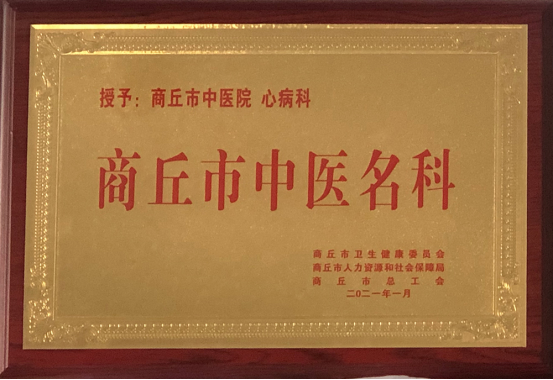 授予：商丘市中医院 心病科
商丘市中医名科
商丘市卫生健康委员会
商丘市人力资源和社会保障局
商丘市总工会
二〇二一年一月